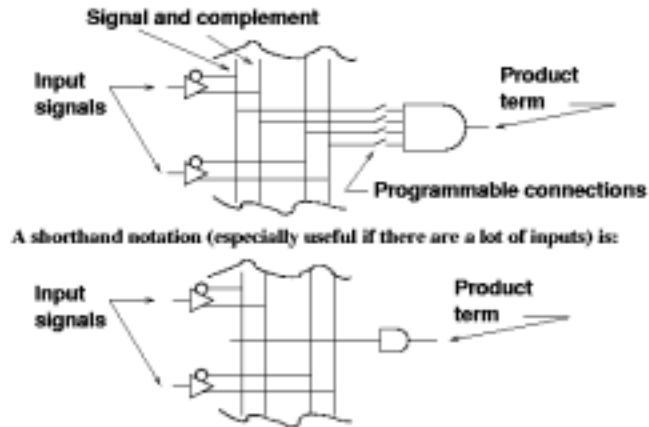 Signal and complement
Input
signals
Product
term
Programmable connections
A shorthand notation (especially useful if there are a lot of inputs) is:
Input
signals
Product
term